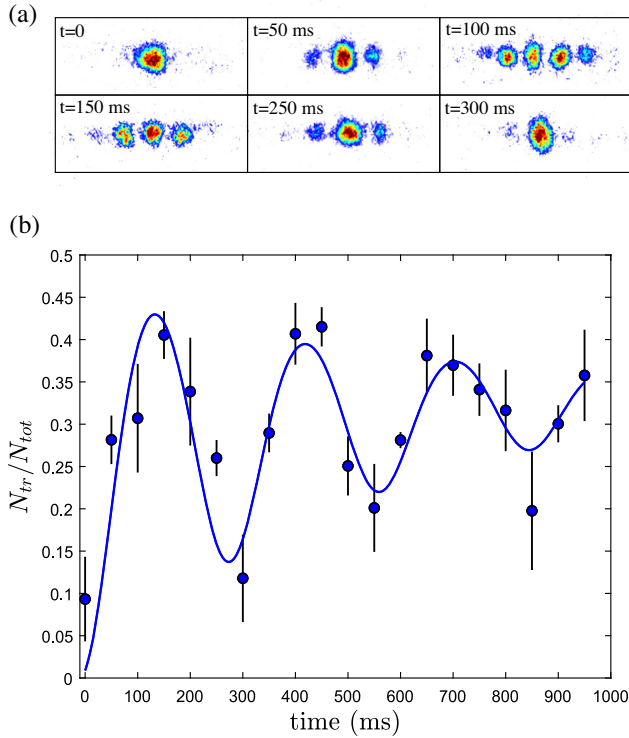 (a)
t=0 t=50 ms t=100 ms
t=150 ms t=250 ms t=300 ms
(b)
0.5
0.45
0.4
0.35
0.3
0.25
0.2
0.15
0.1
0.05
0
N_tr/N_tot
0 100 200 300 400 500 600 700 800 900 1000
time (ms)